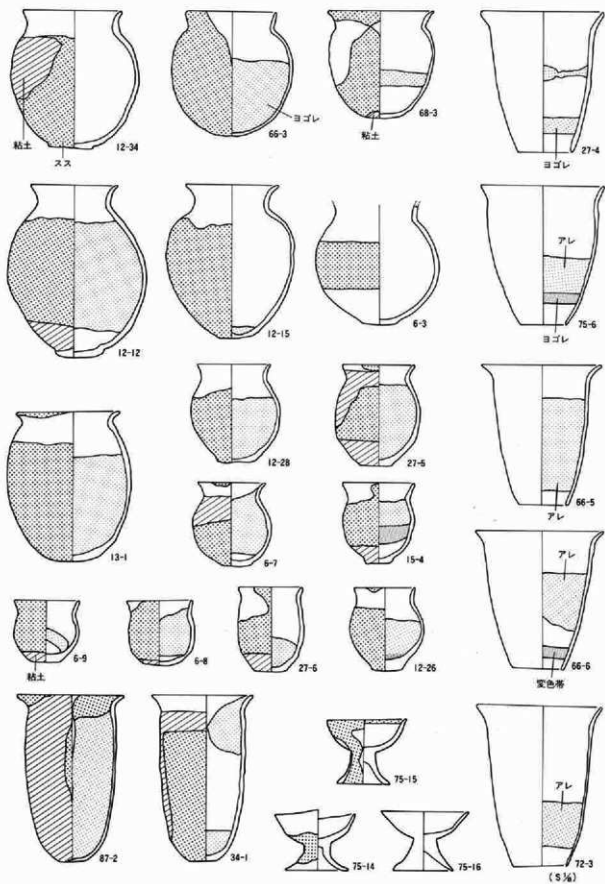 粘土
スス
12-34
ヨゴレ
66-3
粘土
68-3
ヨゴレ
27-4
12-12
12-15
6-3
アレ
ヨゴレ
75-6
13-1
12-28
27-5
アレ
66-5
6-7
15-4
粘土
6-9
6-8
27-6
12-26
アレ
変色帯
66-6
87-2
34-1
75-15
75-14
75-16
アレ
72-3
(S⅙)